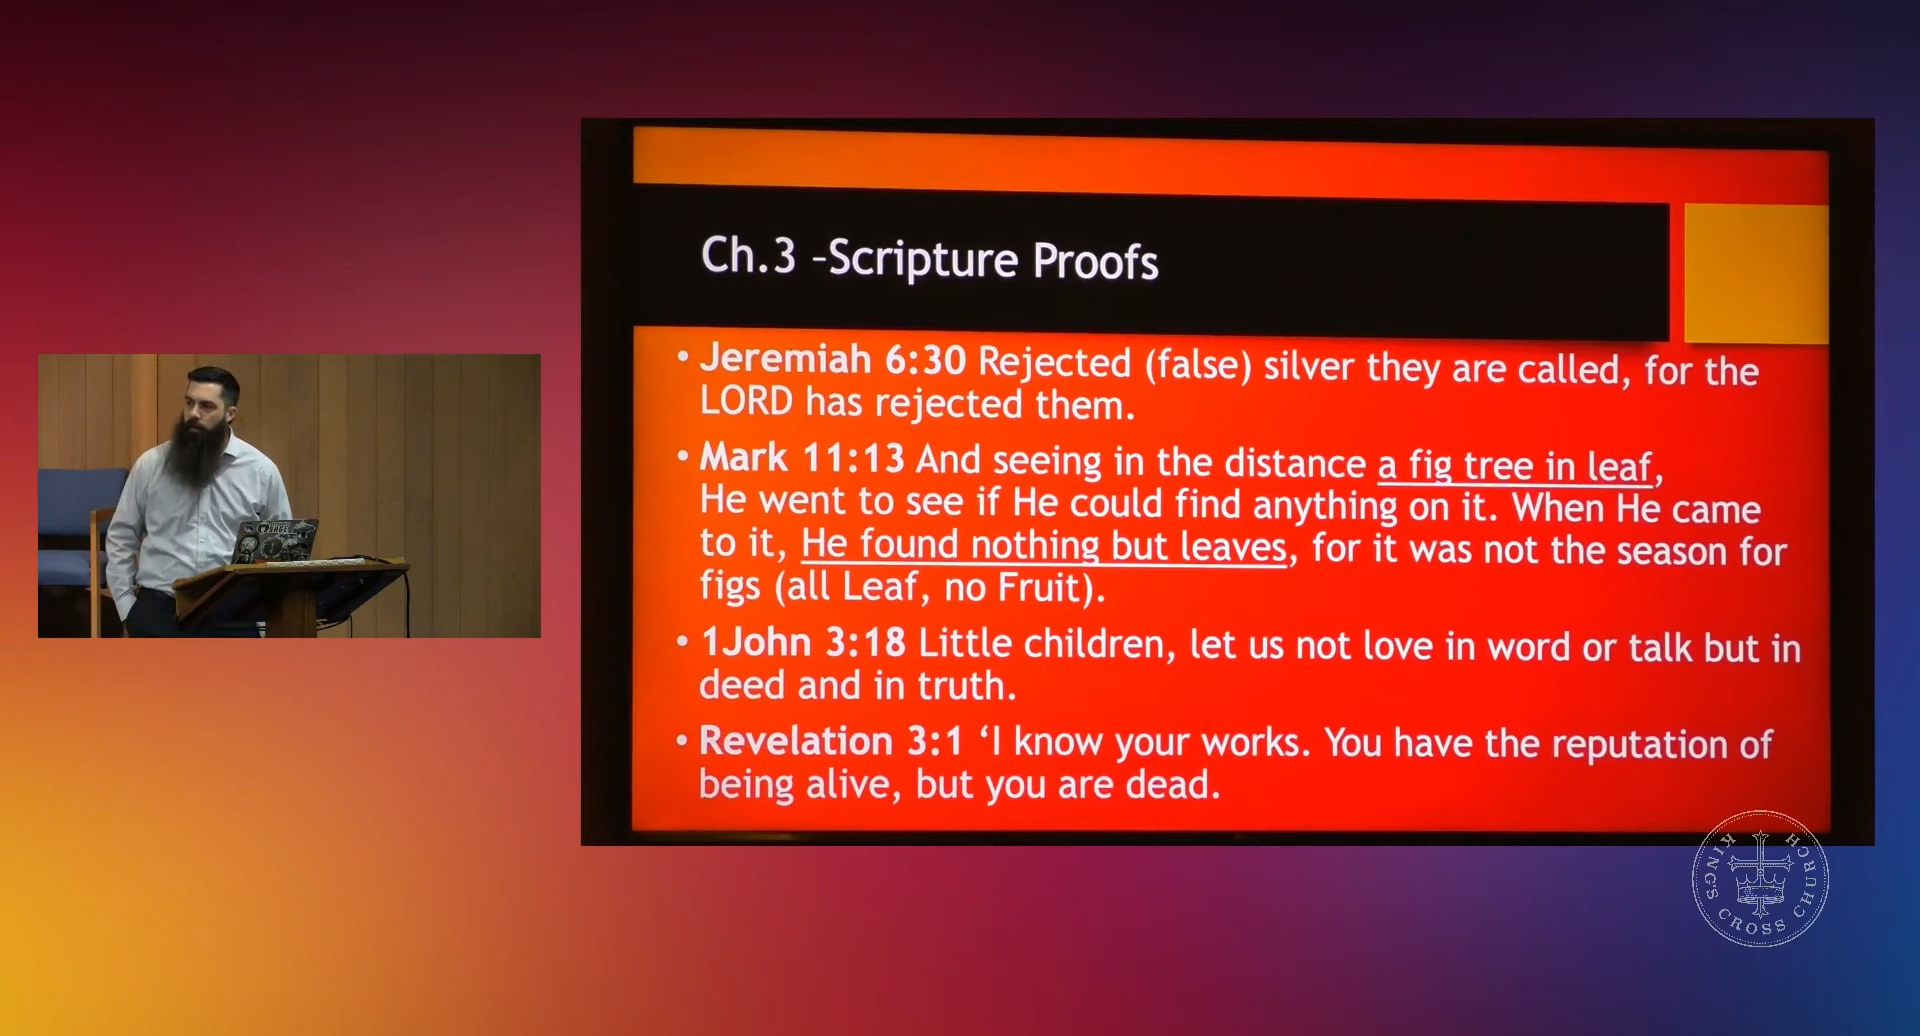 Ch.3 -Scripture Proofs
• Jeremiah 6:30 Rejected (false) silver they are called, for the
LORD has rejected them.
• Mark 11:13 And seeing in the distance a fig tree in leaf,
He went to see if He could find anything on it. When He came
to it, He found nothing but leaves, for it was not the season for
figs (all Leaf, no Fruit).
• 1John 3:18 Little children, let us not love in word or talk but in
deed and in truth.
• Revelation 3:1 ‘I know your works. You have the reputation of
being alive, but you are dead.
KING'S CROSS CHURCH